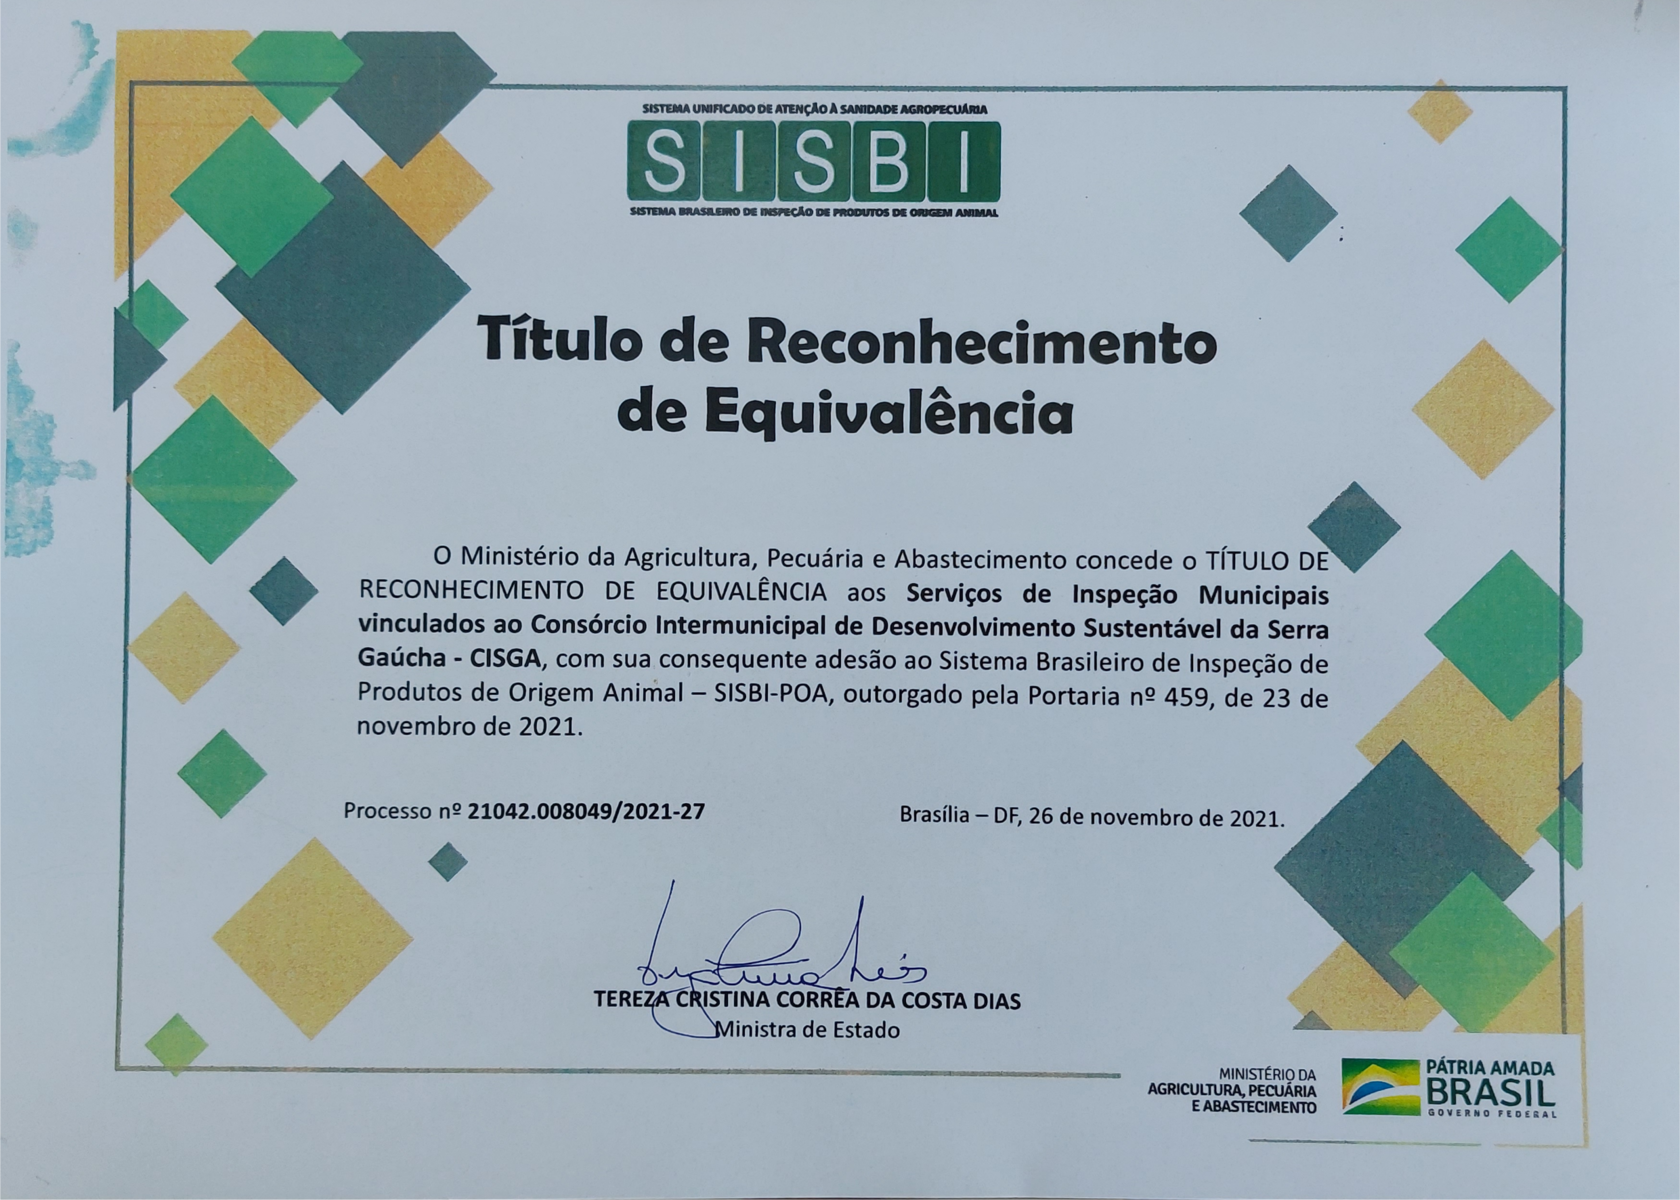 SISTEMA UNIFICADO DE ATENÇÃO À SANIDADE AGROPECUÁRIA
SISBI
SISTEMA BRASILEIRO DE INSPEÇÃO DE PRODUTOS DE ORIGEM ANIMAL
Título de Reconhecimento
de Equivalência
O Ministério da Agricultura, Pecuária e Abastecimento concede o TÍTULO DE
RECONHECIMENTO DE EQUIVALÊNCIA aos Serviços de Inspeção Municipais
vinculados ao Consórcio Intermunicipal de Desenvolvimento Sustentável da Serra
Gaúcha - CISGA, com sua consequente adesão ao Sistema Brasileiro de Inspeção de
Produtos de Origem Animal – SISBI-POA, outorgado pela Portaria nº 459, de 23 de
novembro de 2021.
Processo nº 21042.008049/2021-27
Brasília – DF, 26 de novembro de 2021.
TEREZA CRISTINA CORRÊA DA COSTA DIAS
Ministra de Estado
MINISTÉRIO DA
AGRICULTURA, PECUÁRIA
E ABASTECIMENTO
PÁTRIA AMADA
BRASIL
GOVERNO FEDERAL